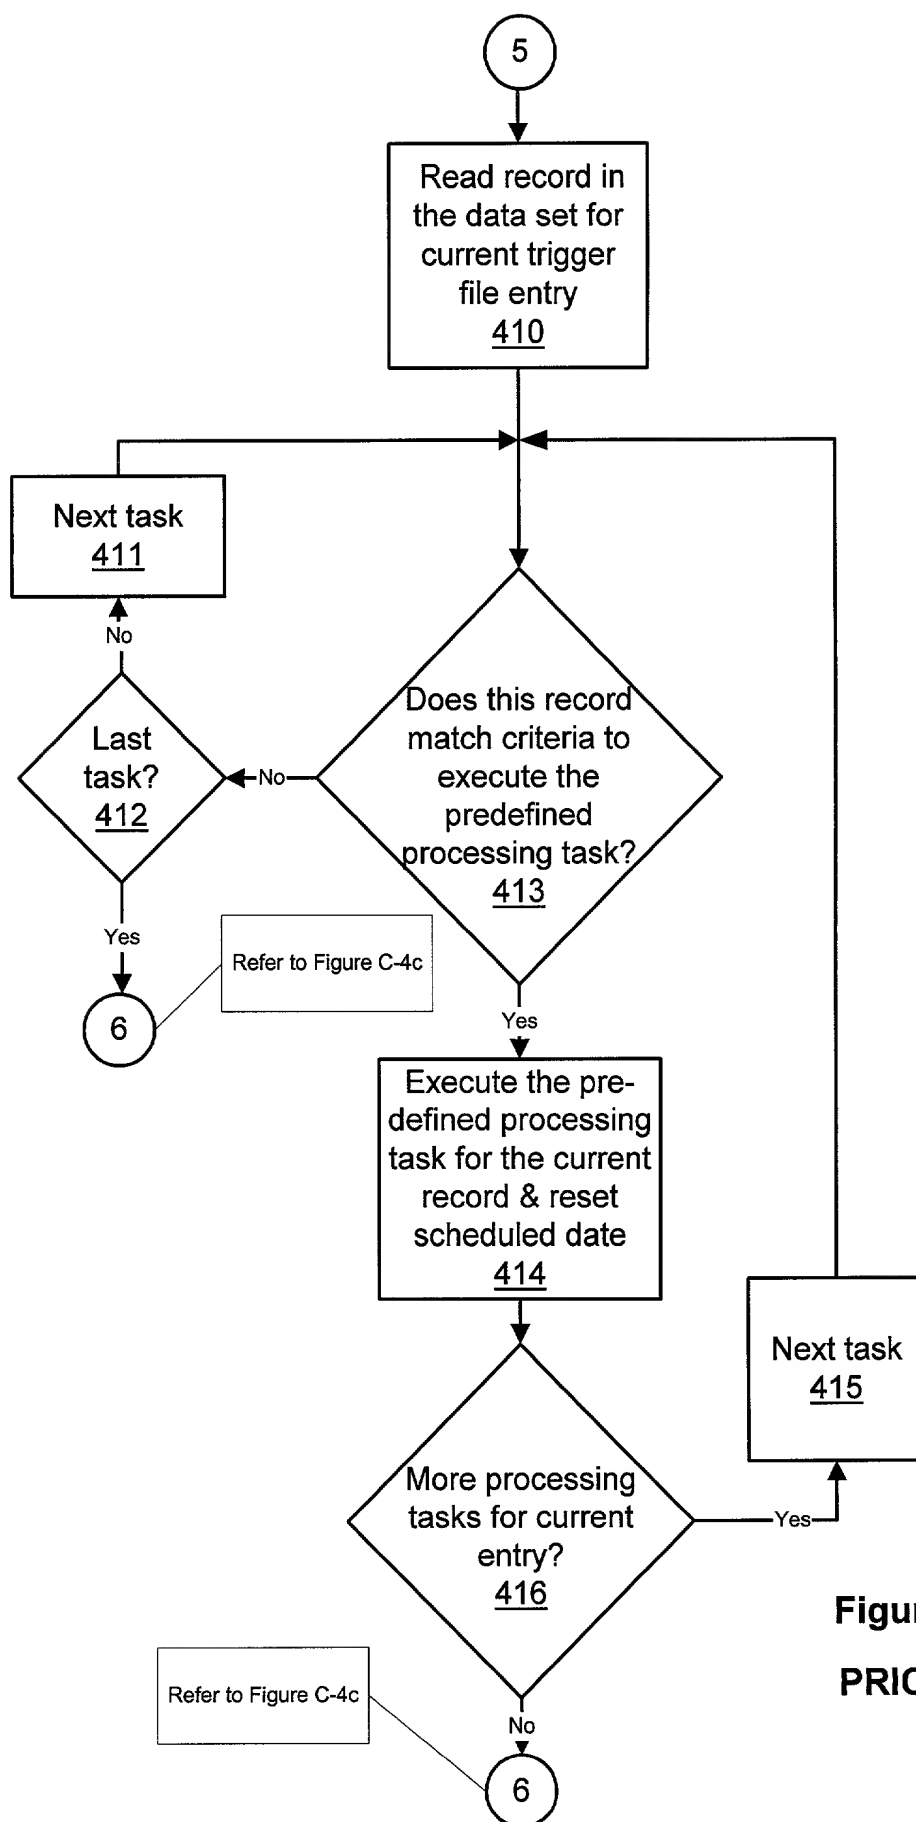 5
Read record in
the data set for
current trigger
file entry
410
Next task
411
No
Last
task?
412
No
Does this record
match criteria to
execute the
predefined
processing task?
413
Yes
Refer to Figure C-4c
6
Yes
Execute the pre-
defined processing
task for the current
record & reset
scheduled date
414
Next task
415
More processing
tasks for current
entry?
416
Yes
Refer to Figure C-4c
No
6